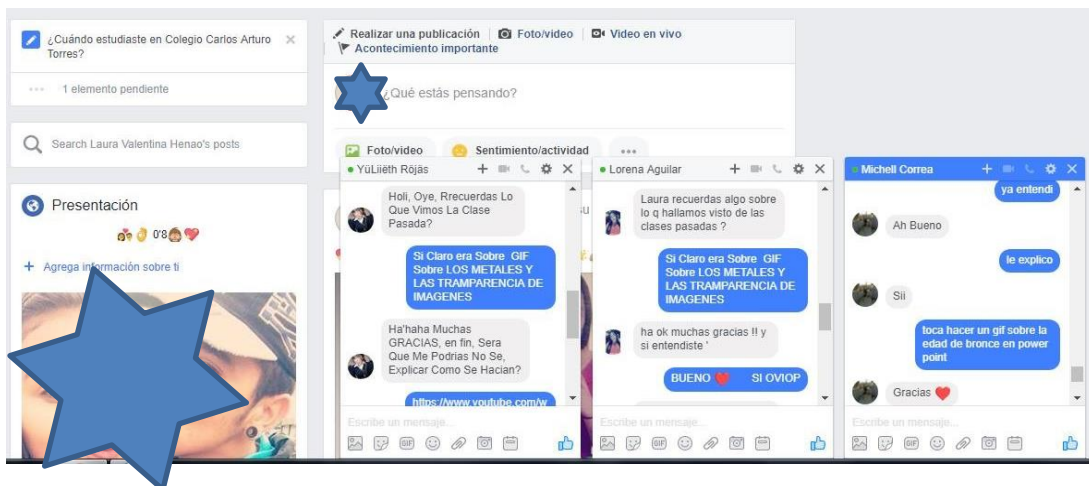 ¿Cuándo estudiaste en Colegio Carlos Arturo
Torres?
1 elemento pendiente
Search Laura Valentina Henao's posts
Presentación
0'8
+ Agrega información sobre ti
Realizar una publicación
Foto/video
Video en vivo
Acontecimiento importante
¿Qué estás pensando?
Foto/video
Sentimiento/actividad
YüLiiëth Röjäs
Holi, Oye, Rrecuerdas Lo
Que Vimos La Clase
Pasada?
Si Claro era Sobre GIF
Sobre LOS METALES Y
LAS TRAMPARENCIA DE
IMAGENES
Ha'haha Muchas
GRACIAS, en fin, Sera
Que Me Podrias No Se,
Explicar Como Se Hacian?
https://www.youtube.com/w
Escribe un mensaje...
GIF
Lorena Aguilar
Laura recuerdas algo sobre
lo q hallamos visto de las
clases pasadas ?
Si Claro era Sobre GIF
Sobre LOS METALES Y
LAS TRAMPARENCIA DE
IMAGENES
ha ok muchas gracias !! y
si entendiste '
BUENO ❤ SI OVIOP
Escribe un mensaje...
GIF
Michell Correa
ya entendi
Ah Bueno
le explico
Sii
toca hacer un gif sobre la
edad de bronce en power
point
Gracias ❤
Escribe un mensaje...
GIF